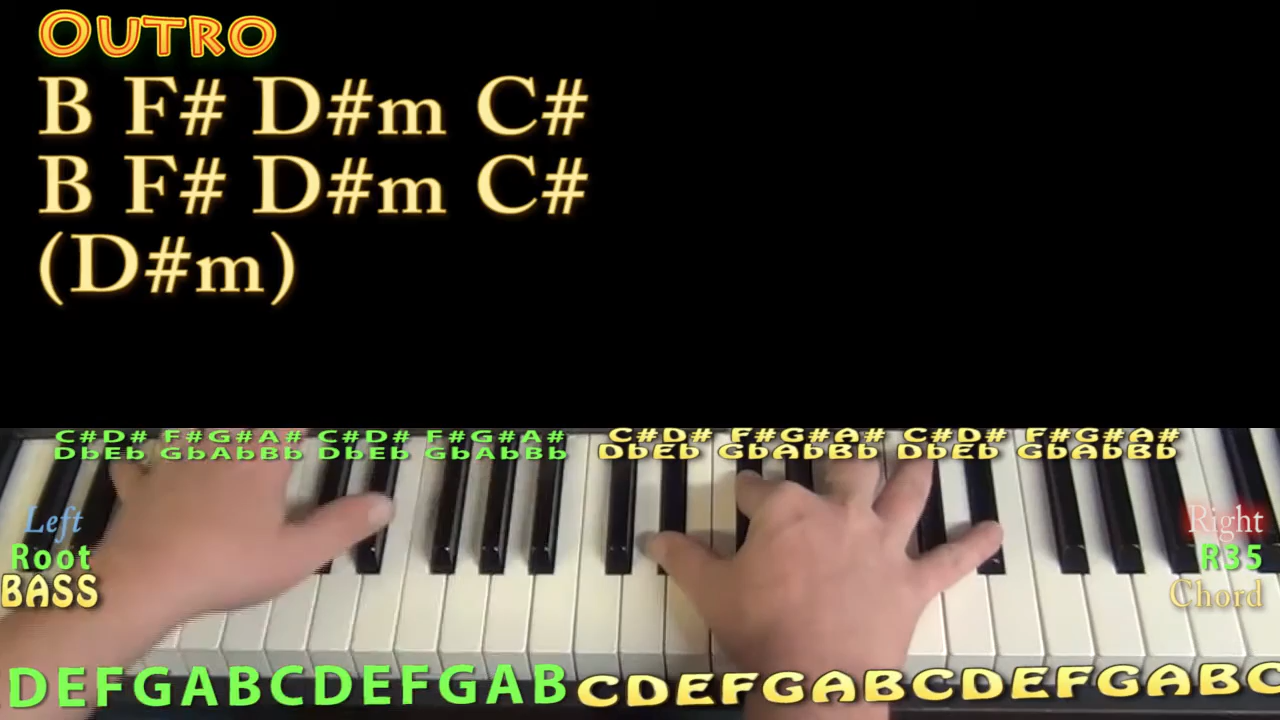 OUTRO
B F# D#m C#
B F# D#m C#
(D#m)
C#D# F#G#A# C#D# F#G#A# C#D# F#G#A# C#D# F#G#A#
DbEb GbAbBb DbEb GbAbBb DbEb GbAbBb DbEb GbAbBb
Left
Root
BASS
Right
R35
Chord
DEFGABCDEFGAB CDEFGABCDEFGABC